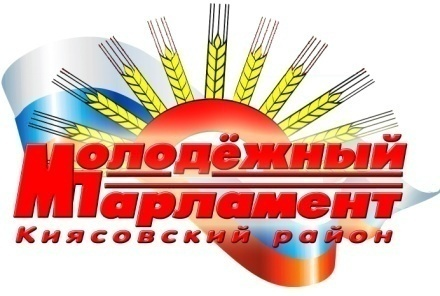 Молодёжный
Парламент
Киясовский район